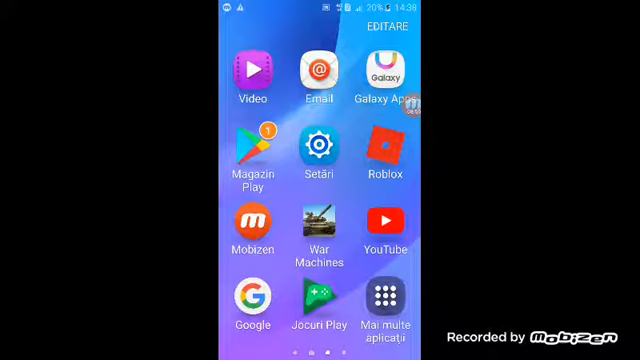 20% 14:38
EDITARE
Galaxy
Video
Email
Galaxy Apps
1
Magazin
Play
Setări
Roblox
Mobizen
War
Machines
YouTube
Google
Jocuri Play
Mai multe
aplicații
Recorded by mobizen